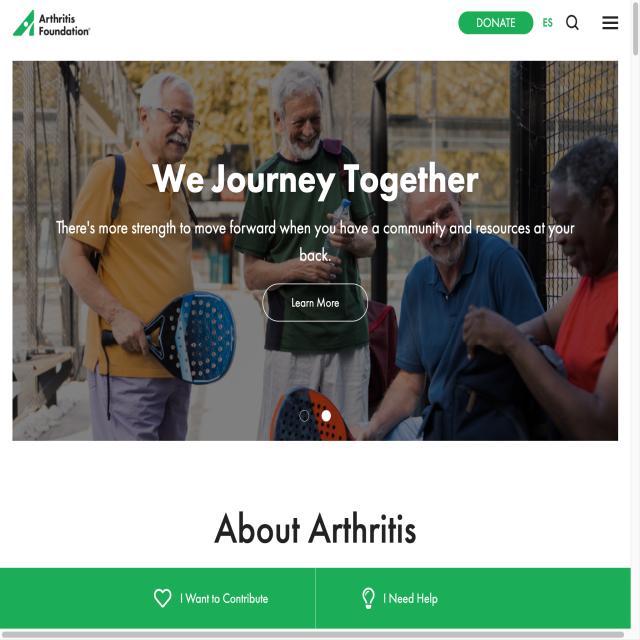 Arthritis
Foundation®
DONATE
ES
We Journey Together
There's more strength to move forward when you have a community and resources at your
back.
Learn More
About Arthritis
I Want to Contribute
I Need Help